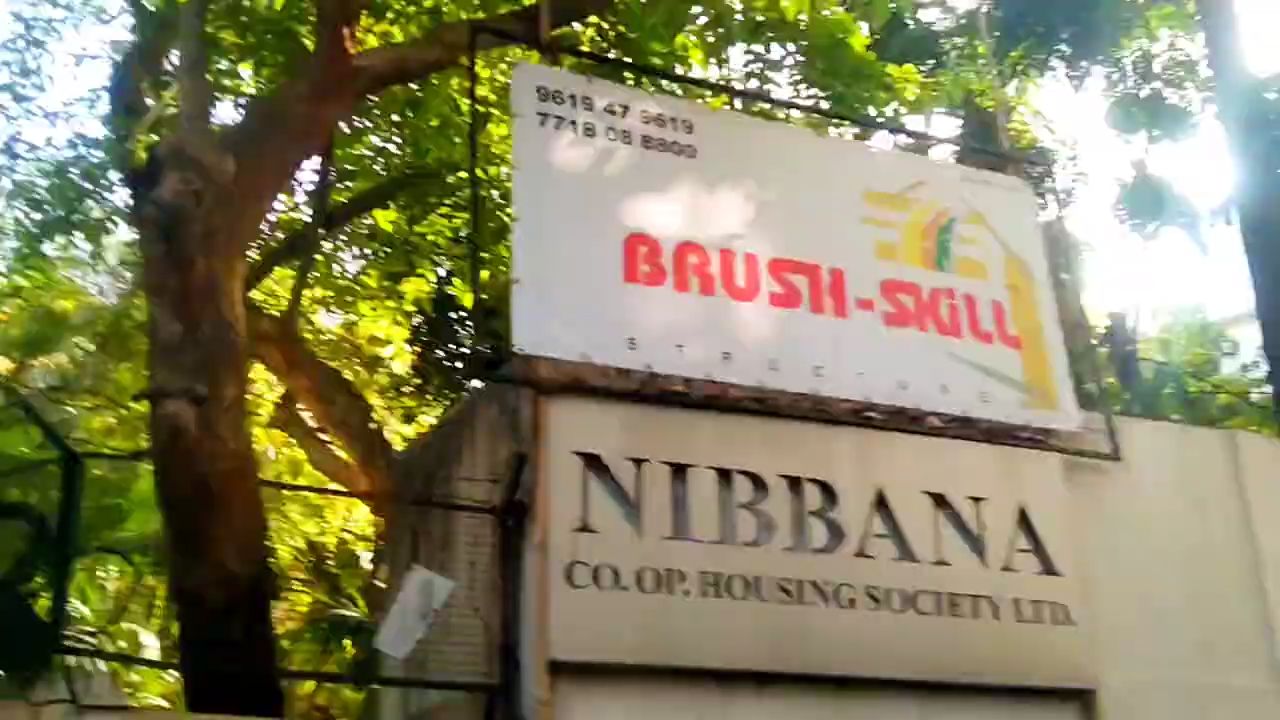 9619 47 9619
7718 08 8800
BRUSH-SKiLL
NIBBANA
CO. OP. HOUSING SOCIETY LTD.